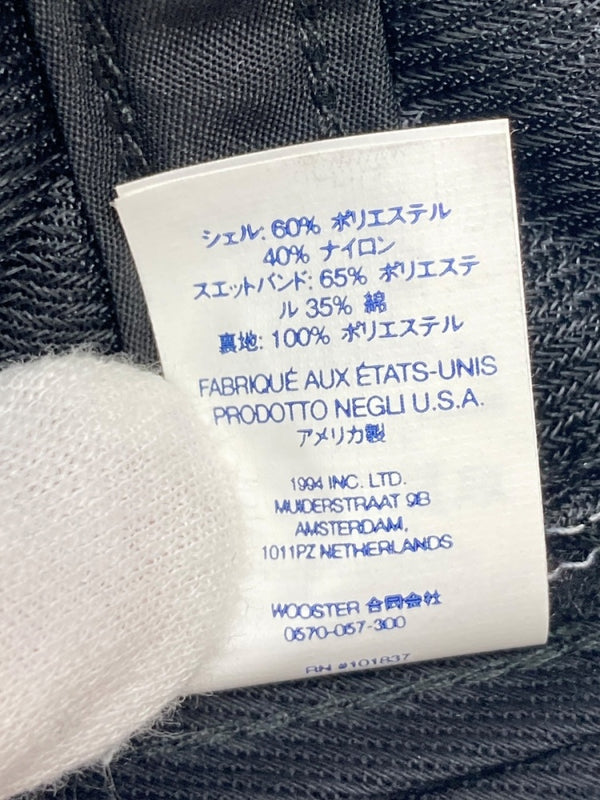 シェル: 60% ポリエステル
40% ナイロン
スエットバンド: 65% ポリエステ
ル 35% 綿
裏地: 100% ポリエステル
FABRIQUÉ AUX ÉTATS-UNIS
PRODOTTO NEGLI U.S.A.
アメリカ製
1994 INC. LTD.
MUIDERSTRAAT 9B
AMSTERDAM,
1011PZ NETHERLANDS
WOOSTER 合同会社
0570-057-300
RN #101837